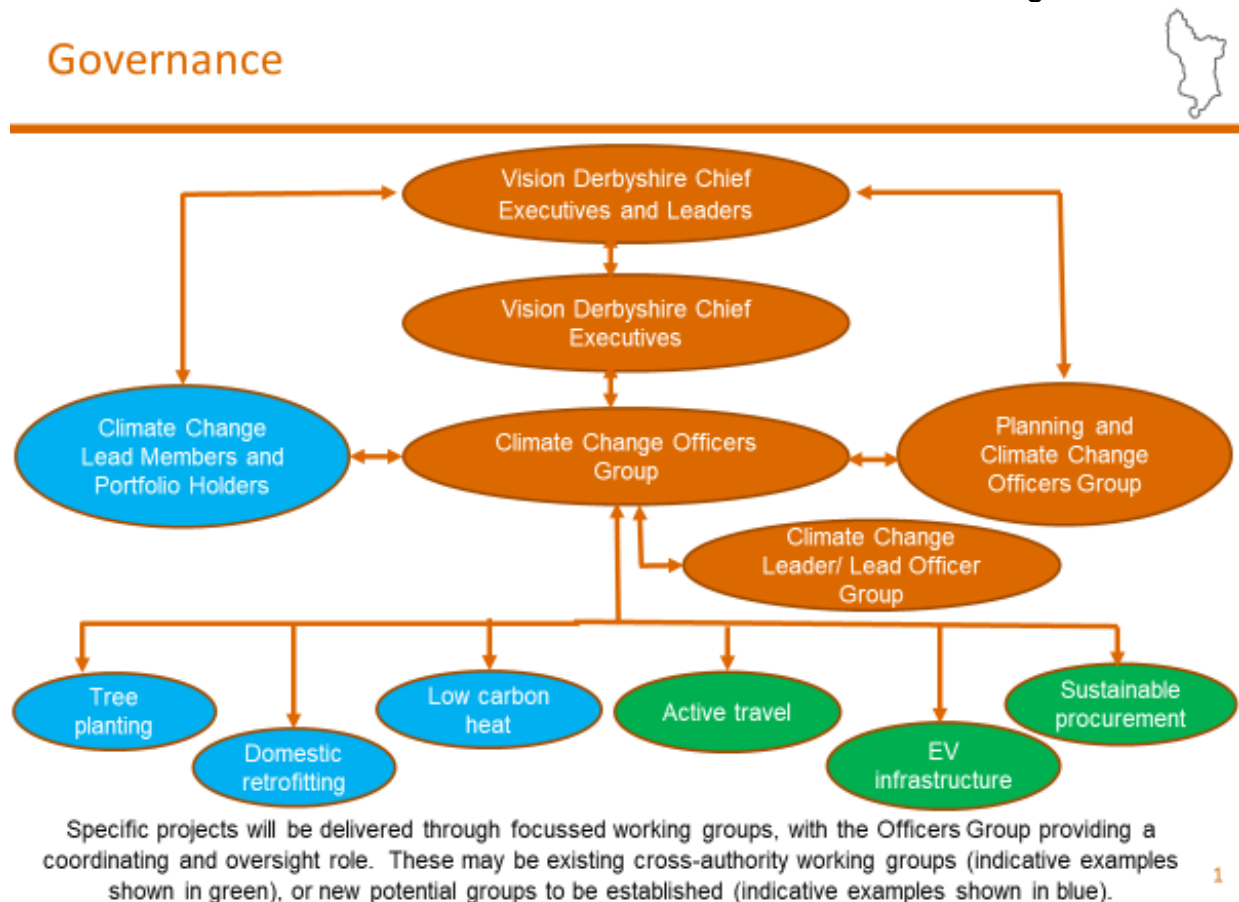 Governance
Vision Derbyshire Chief
Executives and Leaders
Vision Derbyshire Chief
Executives
Climate Change
Lead Members and
Portfolio Holders
Climate Change Officers
Group
Planning and
Climate Change
Officers Group
Climate Change
Leader/ Lead Officer
Group
Tree
planting
Domestic
retrofitting
Low carbon
heat
Active travel
EV
infrastructure
Sustainable
procurement
Specific projects will be delivered through focussed working groups, with the Officers Group providing a
coordinating and oversight role. These may be existing cross-authority working groups (indicative examples
shown in green), or new potential groups to be established (indicative examples shown in blue).
1